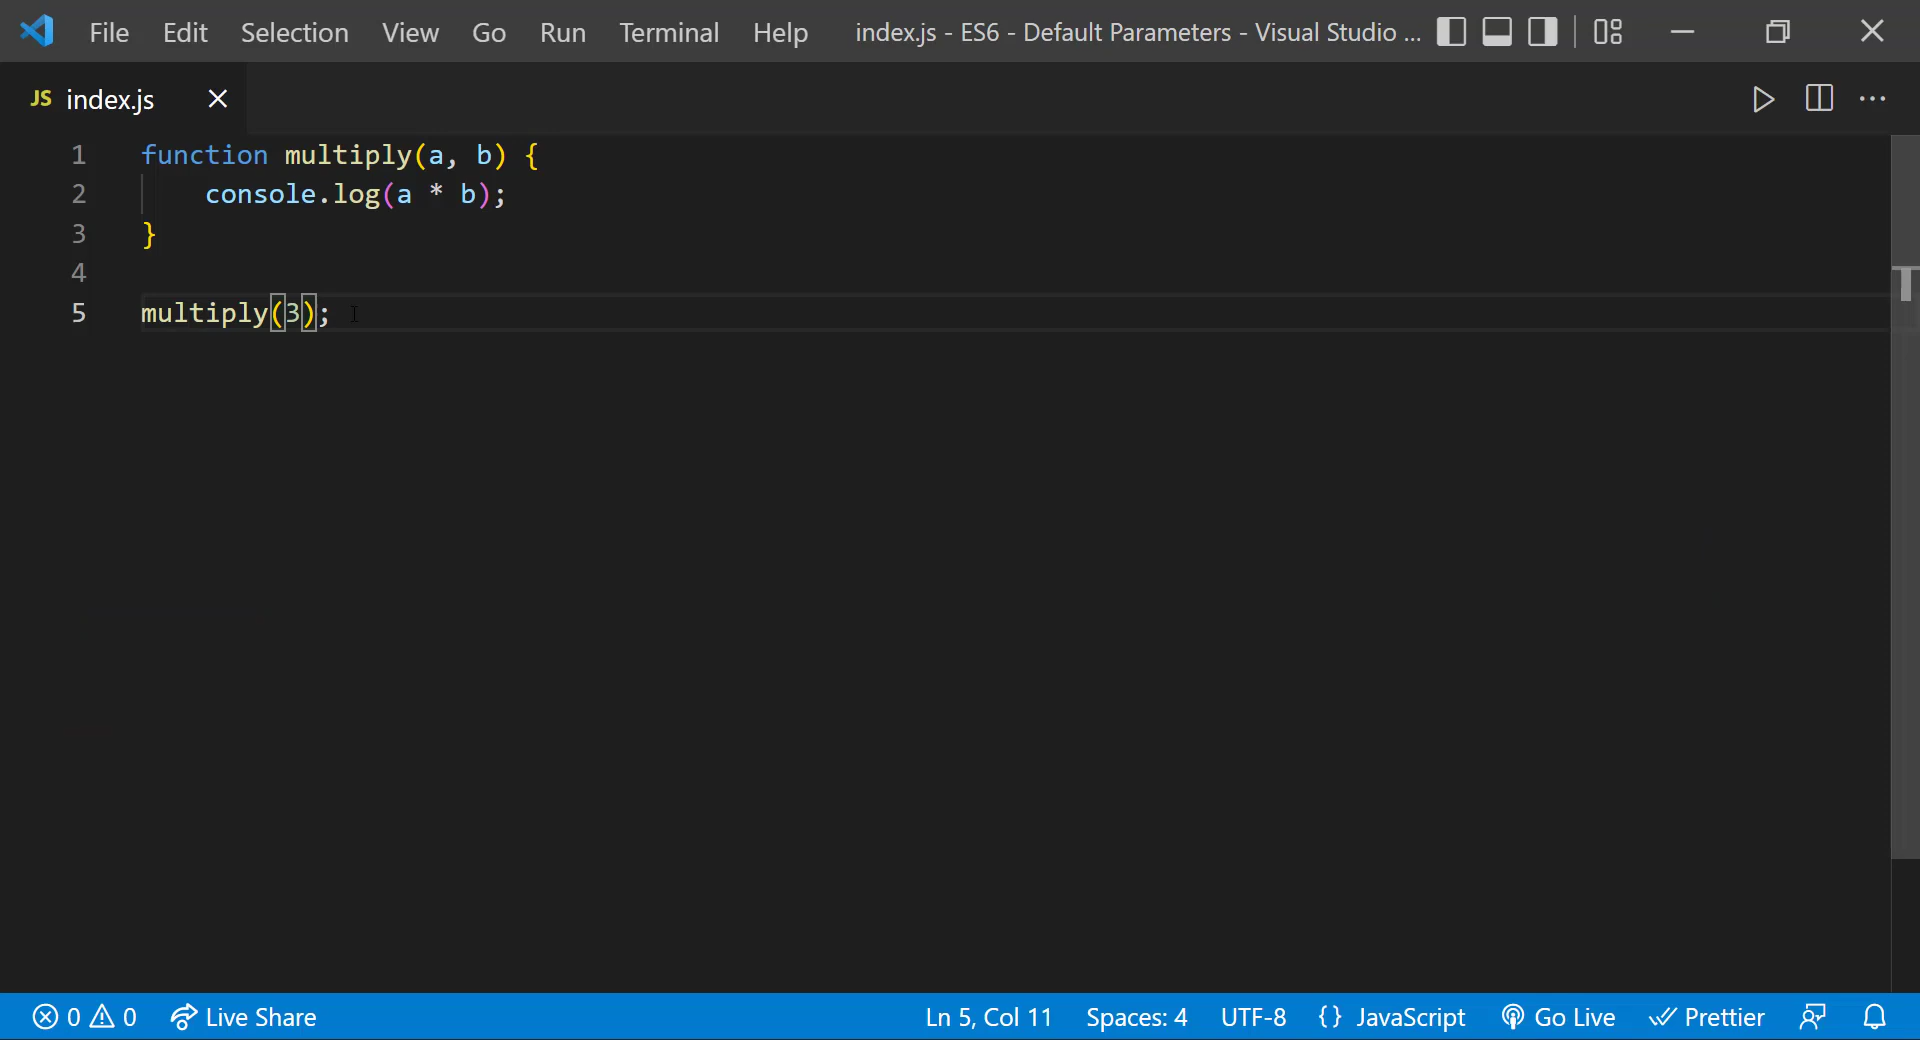 File Edit Selection View Go Run Terminal Help index.js - ES6 - Default Parameters - Visual Studio ...
JS index.js
1 function multiply(a, b) {
2     console.log(a * b);
3 }
4
5 multiply(3);
0 0 Live Share Ln 5, Col 11 Spaces: 4 UTF-8 {} JavaScript Go Live Prettier